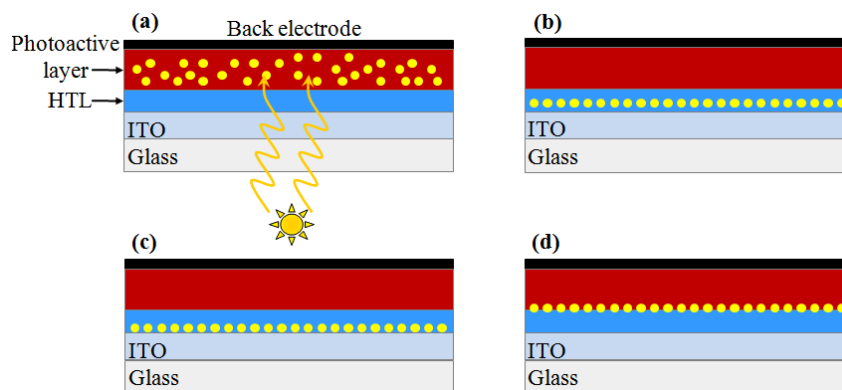 (a)
Back electrode
Photoactive
layer
HTL
ITO
Glass
(b)
ITO
Glass
(c)
ITO
Glass
(d)
ITO
Glass